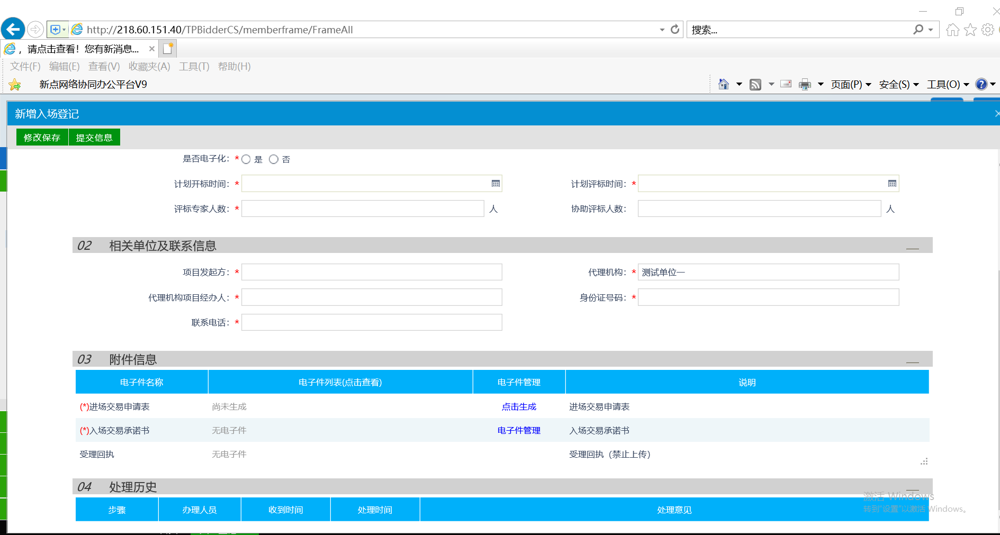 http://218.60.151.40/TPBidderCS/memberframe/FrameAll
搜索...
，请点击查看！您有新消息...
文件(F) 编辑(E) 查看(V) 收藏夹(A) 工具(T) 帮助(H)
新点网络协同办公平台V9
页面(P) 安全(S) 工具(O)
新增入场登记
修改保存 提交信息
是否电子化：* 是 否
计划开标时间：* 计划评标时间：*
评标专家人数：* 人 协助评标人数： 人
02 相关单位及联系信息
项目发起方：* 代理机构：* 测试单位一
代理机构项目经办人：* 身份证号码：*
联系电话：*
03 附件信息
电子件名称 电子件列表(点击查看) 电子件管理 说明
(*)进场交易申请表 尚未生成 点击生成 进场交易申请表
(*)入场交易承诺书 无电子件 电子件管理 入场交易承诺书
受理回执 无电子件 受理回执（禁止上传）
04 处理历史
步骤 办理人员 收到时间 处理时间 处理意见
激活 Windows
转到"设置"以激活 Windows。